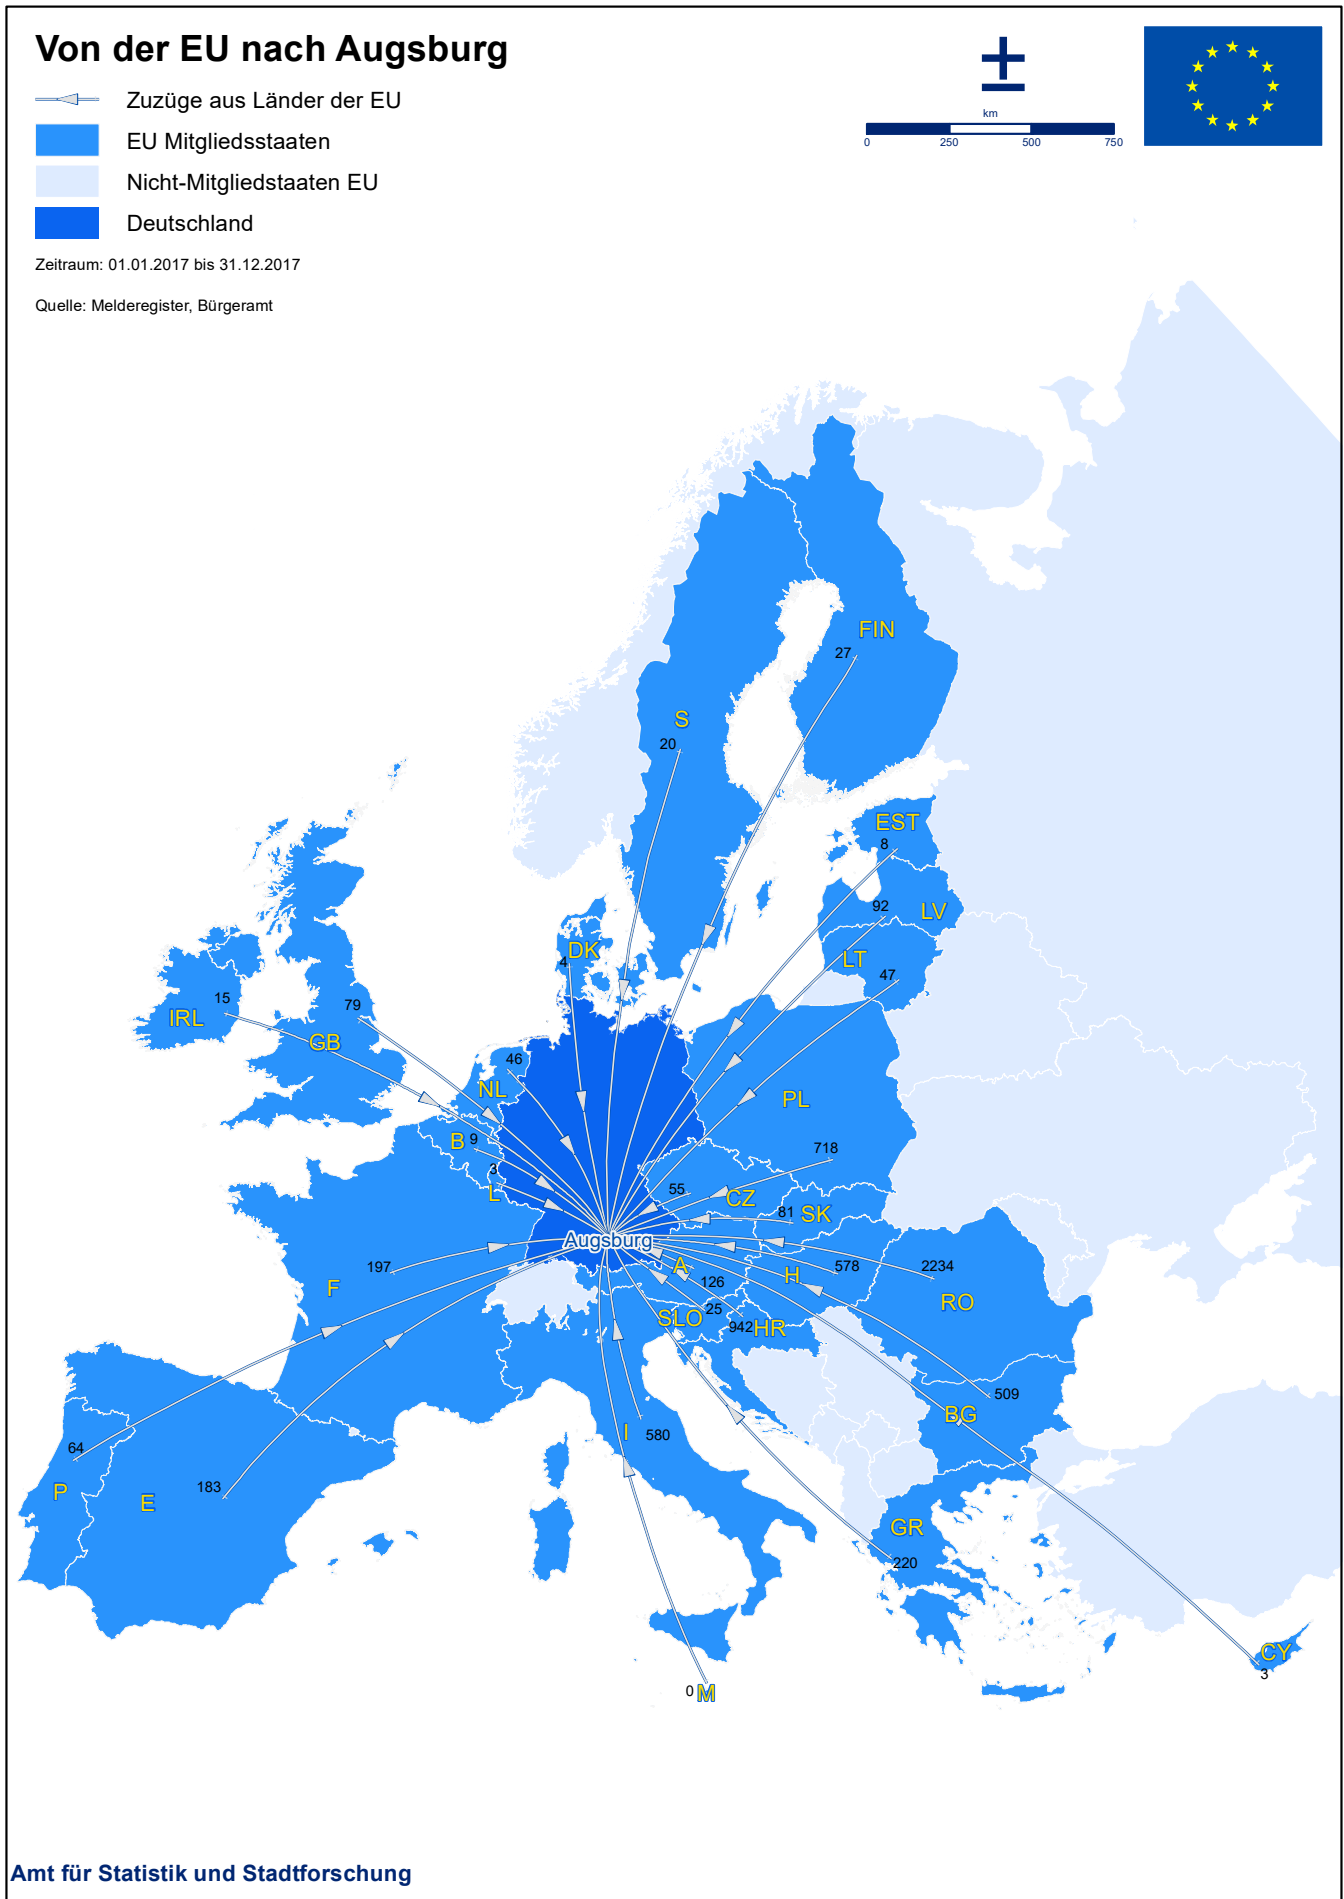 Von der EU nach Augsburg
Zuzüge aus Länder der EU
EU Mitgliedsstaaten
Nicht-Mitgliedstaaten EU
Deutschland
Zeitraum: 01.01.2017 bis 31.12.2017
Quelle: Melderegister, Bürgeramt
km
0 250 500 750
FIN
27
S
20
EST
8
92
LV
DK
4
LT
47
15
IRL
79
GB
46
NL
PL
B 9
718
3
L
55
CZ
81
SK
Augsburg
197
F
A
126
H
578
2234
RO
SLO
25
942
HR
509
BG
I
580
64
P
183
E
GR
220
CY
3
0 M
Amt für Statistik und Stadtforschung